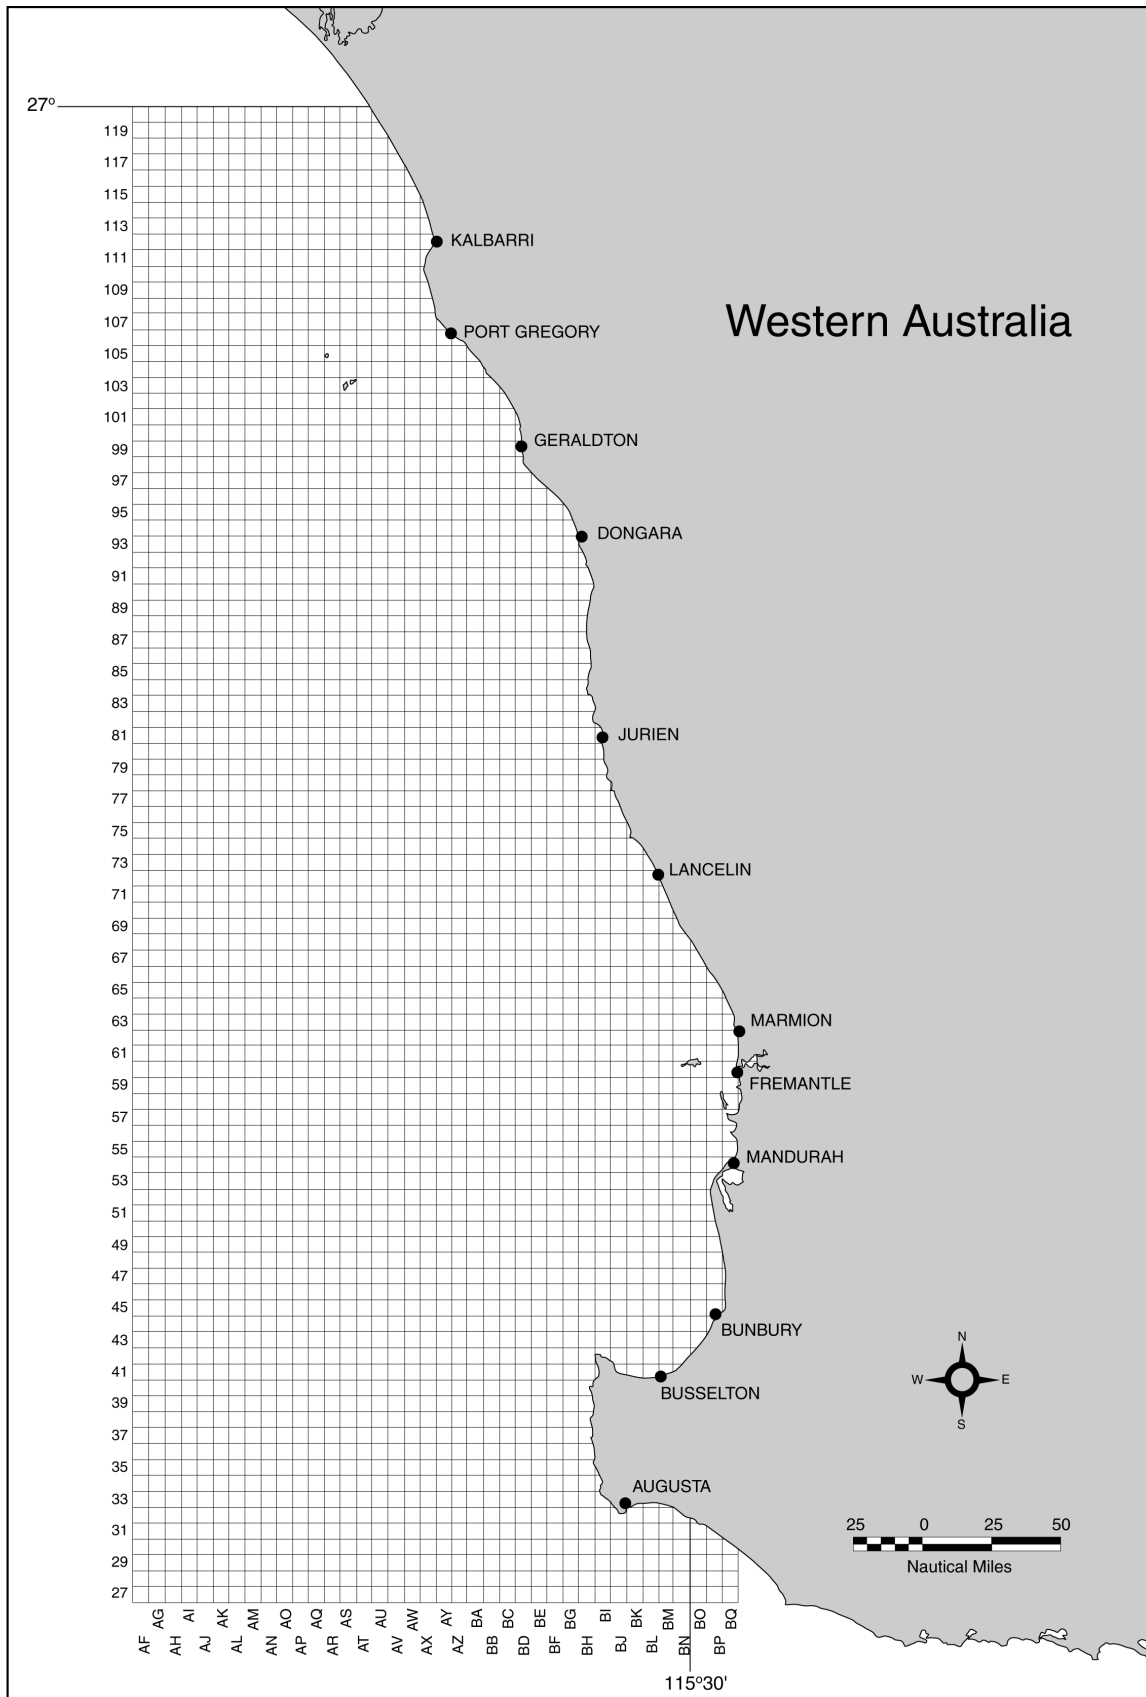 27º
119
117
115
113
KALBARRI
111
109
Western Australia
107
PORT GREGORY
105
103
101
GERALDTON
99
97
95
DONGARA
93
91
89
87
85
83
JURIEN
81
79
77
75
LANCELIN
73
71
69
67
65
MARMION
63
61
FREMANTLE
59
57
55
MANDURAH
53
51
49
47
45
BUNBURY
43
N
W
E
S
41
BUSSELTON
39
37
35
AUGUSTA
33
25 0 25 50
Nautical Miles
31
29
27
AG AI AK AM AO AQ AS AU AW AY BA BC BE BG BI BK BM BO BQ
AF AH AJ AL AN AP AR AT AV AX AZ BB BD BF BH BJ BL BN BP
115º30'